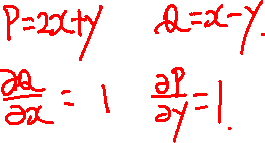 P=2x+y Q=x-y.
∂Q/∂x = 1 ∂P/∂y = 1.